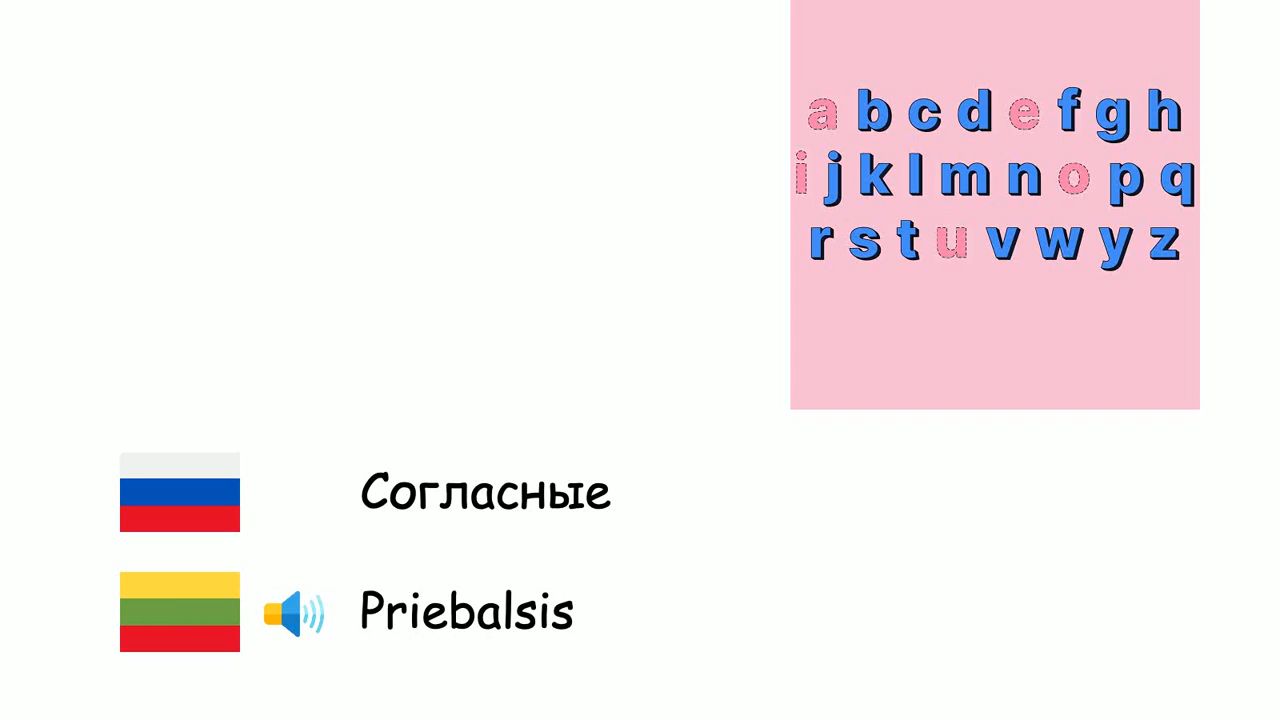 a b c d e f g h
i j k l m n o p q
r s t u v w y z
Согласные
Priebalsis